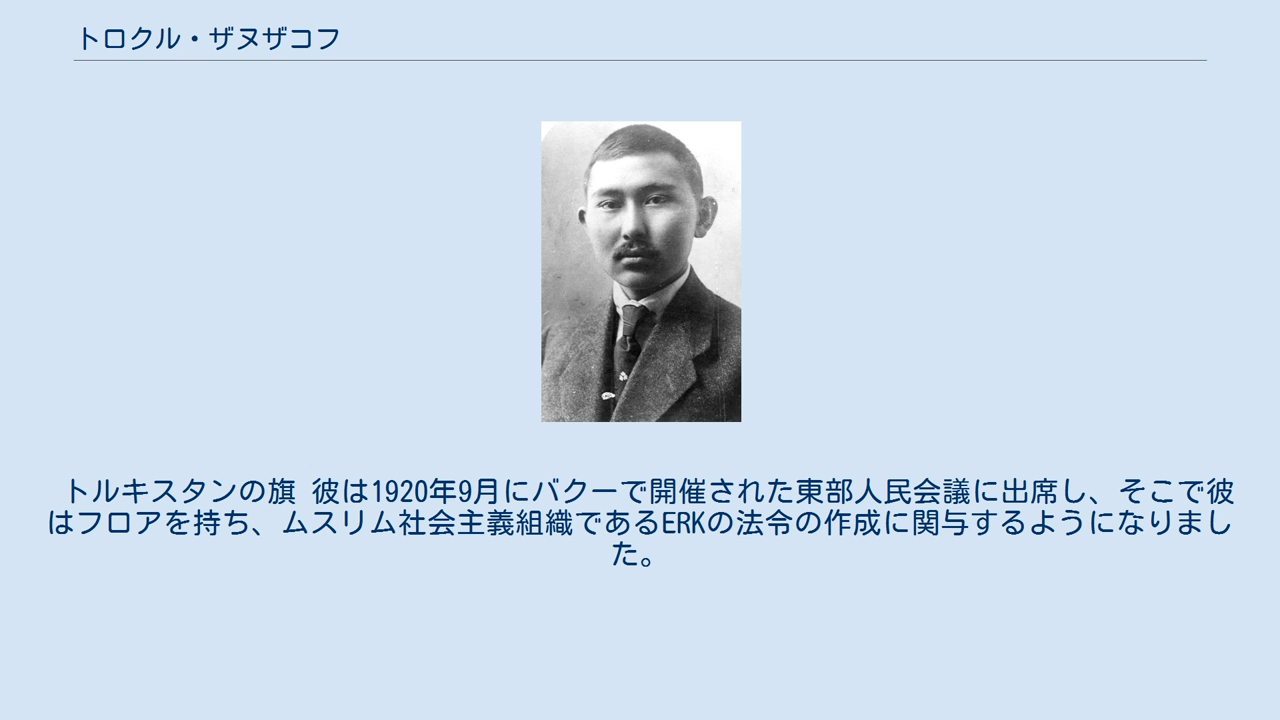 トロクル・ザヌザコフ
トルキスタンの旗 彼は1920年9月にバクーで開催された東部人民会議に出席し、そこで彼
はフロアを持ち、ムスリム社会主義組織であるERKの法令の作成に関与するようになりまし
た。